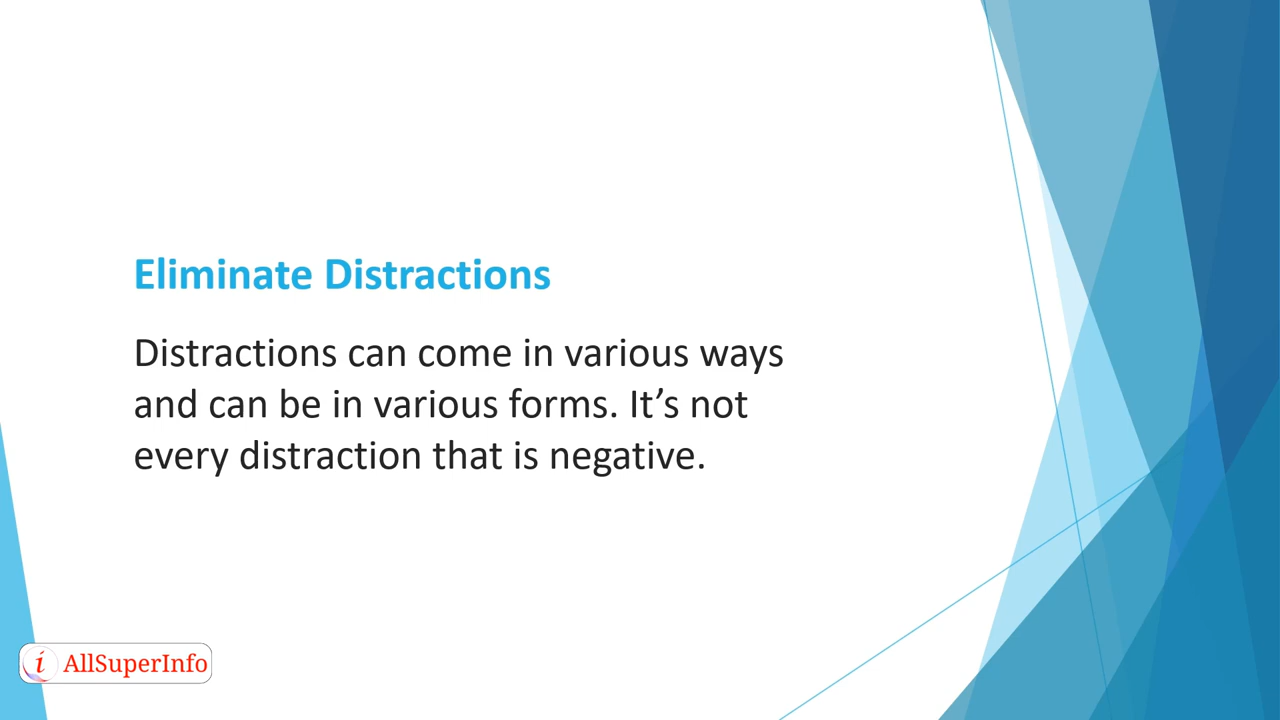 Eliminate Distractions
Distractions can come in various ways
and can be in various forms. It’s not
every distraction that is negative.
i AllSuperInfo